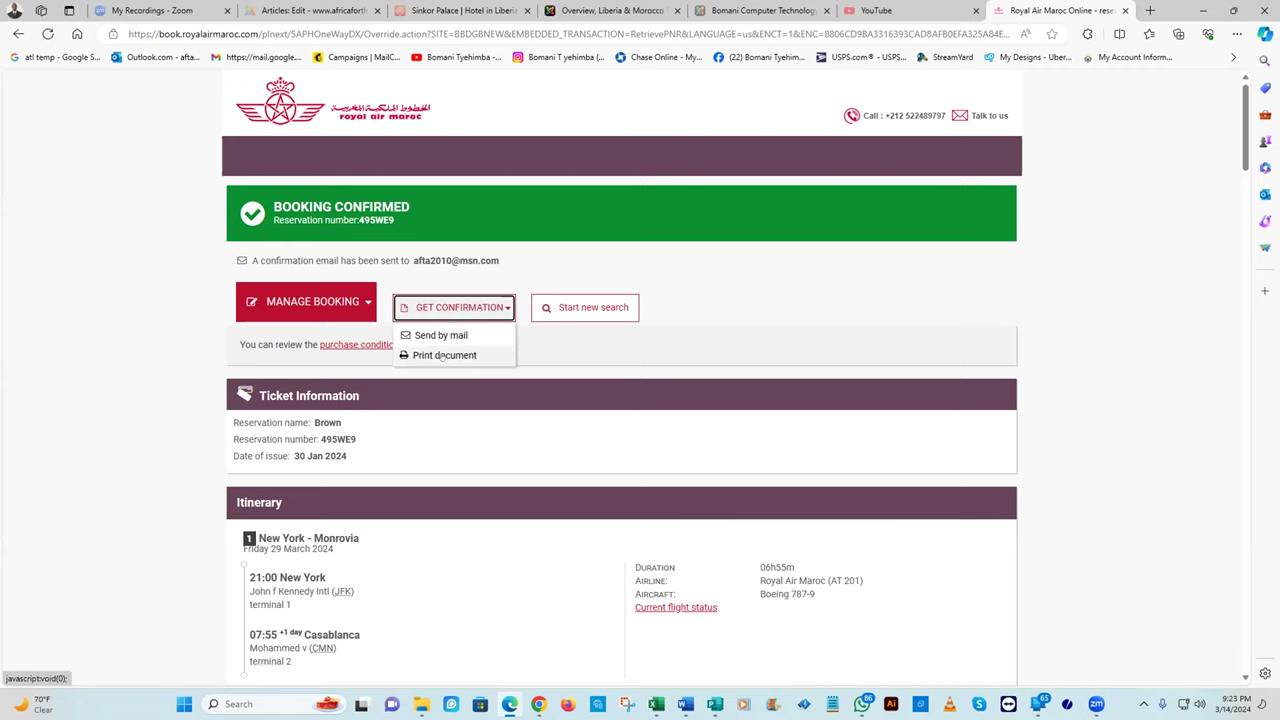 My Dashboard - Zoom
Articles Edit - www.africaforth
Sinkor Palace | Hotel in Liberia
Overview, Liberia & Morocco
Bomani Computer Technology
YouTube
Royal Air Maroc Online - reser
https://book.royalairmaroc.com/plnext/SAPHOneWayDX/Override.action?SITE=BBDGBNEW&EMBEDDED_TRANSACTION=RetrievePNR&LANGUAGE=us&ENCT=1&ENC=8806CD9BA3316393CAD8AFB0EFA325A84E...
atl temp - Google S...
Outlook.com - afta...
https://mail.google...
Campaigns | MailC...
Bomani Tyehimba -...
Bomani T yehimba (...
Chase Online - My...
(22) Bomani Tyehim...
USPS.com® - USPS...
StreamYard
My Designs - Uber...
My Account Inform...
الخطوط الملكية المغربية
royal air maroc
Call : +212 522489797
Talk to us
BOOKING CONFIRMED
Reservation number:495WE9
A confirmation email has been sent to afta2010@msn.com
MANAGE BOOKING
GET CONFIRMATION
Start new search
Send by mail
You can review the purchase conditio
Print document
Ticket Information
Reservation name: Brown
Reservation number: 495WE9
Date of issue: 30 Jan 2024
Itinerary
1 New York - Monrovia
Friday 29 March 2024
21:00 New York
John f Kennedy Intl (JFK)
terminal 1
07:55 +1 day Casablanca
Mohammed v (CMN)
terminal 2
DURATION 06h55m
AIRLINE: Royal Air Maroc (AT 201)
AIRCRAFT: Boeing 787-9
Current flight status
javascript:void(0);
70°F
Clear
Search
86
65
9:23 PM
3/14/2024